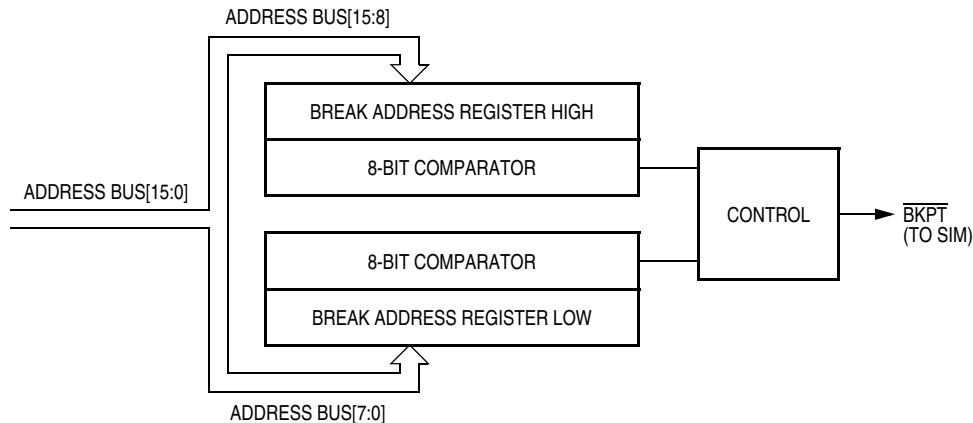 ADDRESS BUS[15:8]
BREAK ADDRESS REGISTER HIGH
8-BIT COMPARATOR
ADDRESS BUS[15:0]
CONTROL
BKPT
(TO SIM)
8-BIT COMPARATOR
BREAK ADDRESS REGISTER LOW
ADDRESS BUS[7:0]